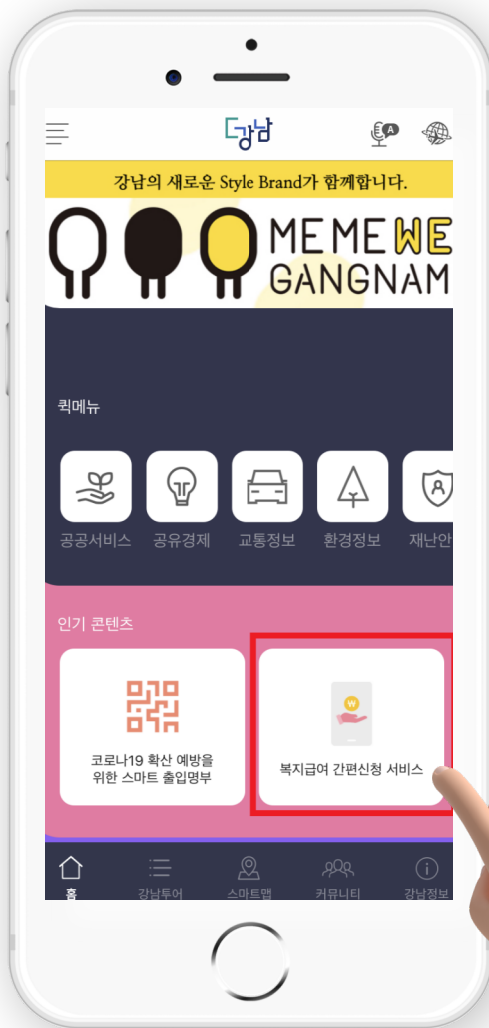 더강남
A
강남의 새로운 Style Brand가 함께합니다.
ME ME WE
GANGNAM
퀵메뉴
공공서비스 공유경제 교통정보 환경정보 재난안
인기 콘텐츠
코로나19 확산 예방을
위한 스마트 출입명부
복지급여 간편신청 서비스
홈 강남투어 스마트맵 커뮤니티 강남정보